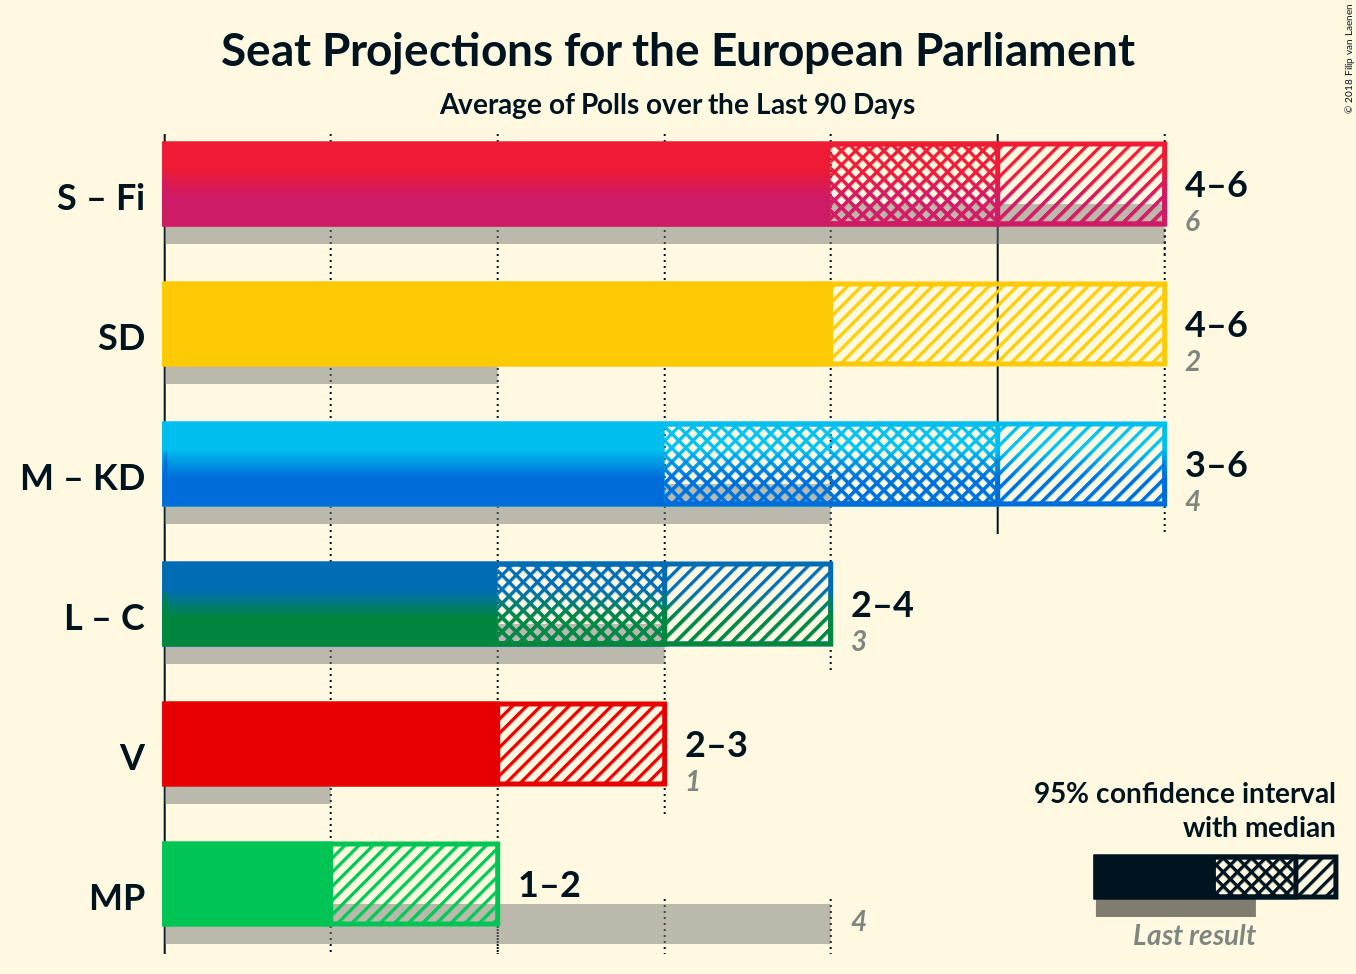 Seat Projections for the European Parliament
Average of Polls over the Last 90 Days
© 2018 Filip van Laenen
S – Fi
4–6
6
SD
4–6
2
M – KD
3–6
4
L – C
2–4
3
V
2–3
1
MP
1–2
4
95% confidence interval
with median
Last result